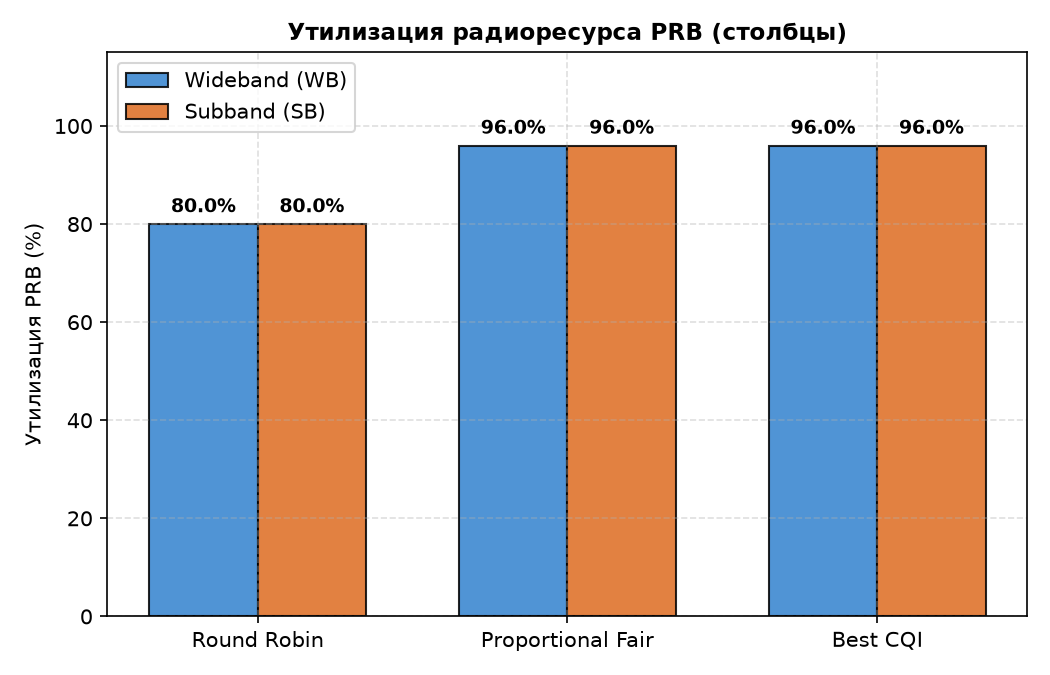 Утилизация радиоресурса PRB (столбцы)
Wideband (WB)
Subband (SB)
Утилизация PRB (%)
100
80
60
40
20
0
80.0%
80.0%
96.0%
96.0%
96.0%
96.0%
Round Robin
Proportional Fair
Best CQI